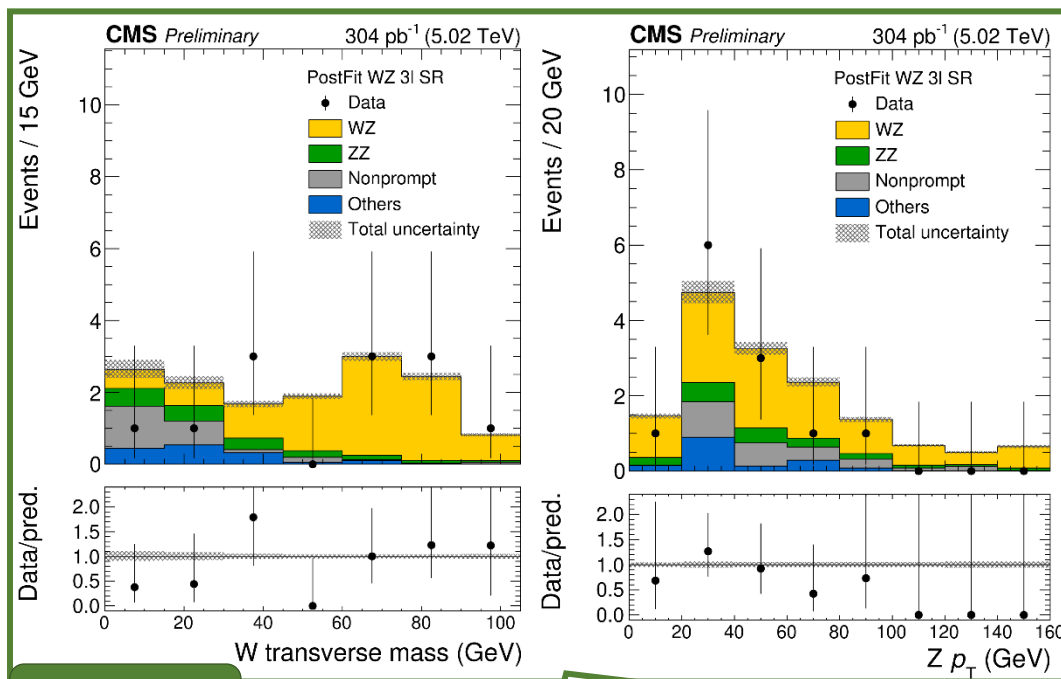 CMS Preliminary 304 pb⁻¹ (5.02 TeV)
Events / 15 GeV
PostFit WZ 3l SR
Data
WZ
ZZ
Nonprompt
Others
Total uncertainty
10
8
6
4
2
0
Data/pred.
2.0
1.5
1.0
0.5
0.0
0 20 40 60 80 100
W transverse mass (GeV)
CMS Preliminary 304 pb⁻¹ (5.02 TeV)
Events / 20 GeV
PostFit WZ 3l SR
Data
WZ
ZZ
Nonprompt
Others
Total uncertainty
10
8
6
4
2
0
Data/pred.
2.0
1.5
1.0
0.5
0.0
0 20 40 60 80 100 120 140 160
Z p_T (GeV)